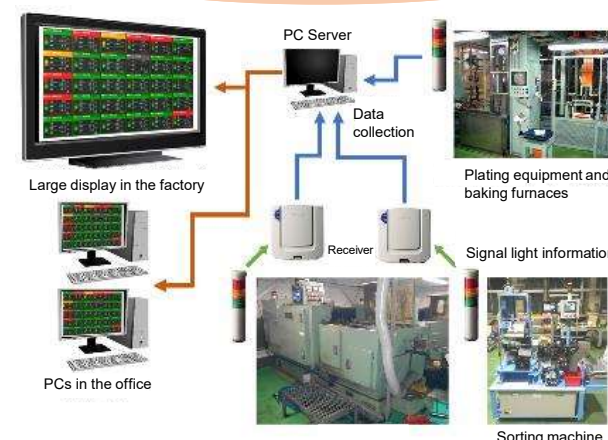 PC Server
Data
collection
Large display in the factory
Plating equipment and
baking furnaces
Receiver
Signal light information
PCs in the office
Sorting machine